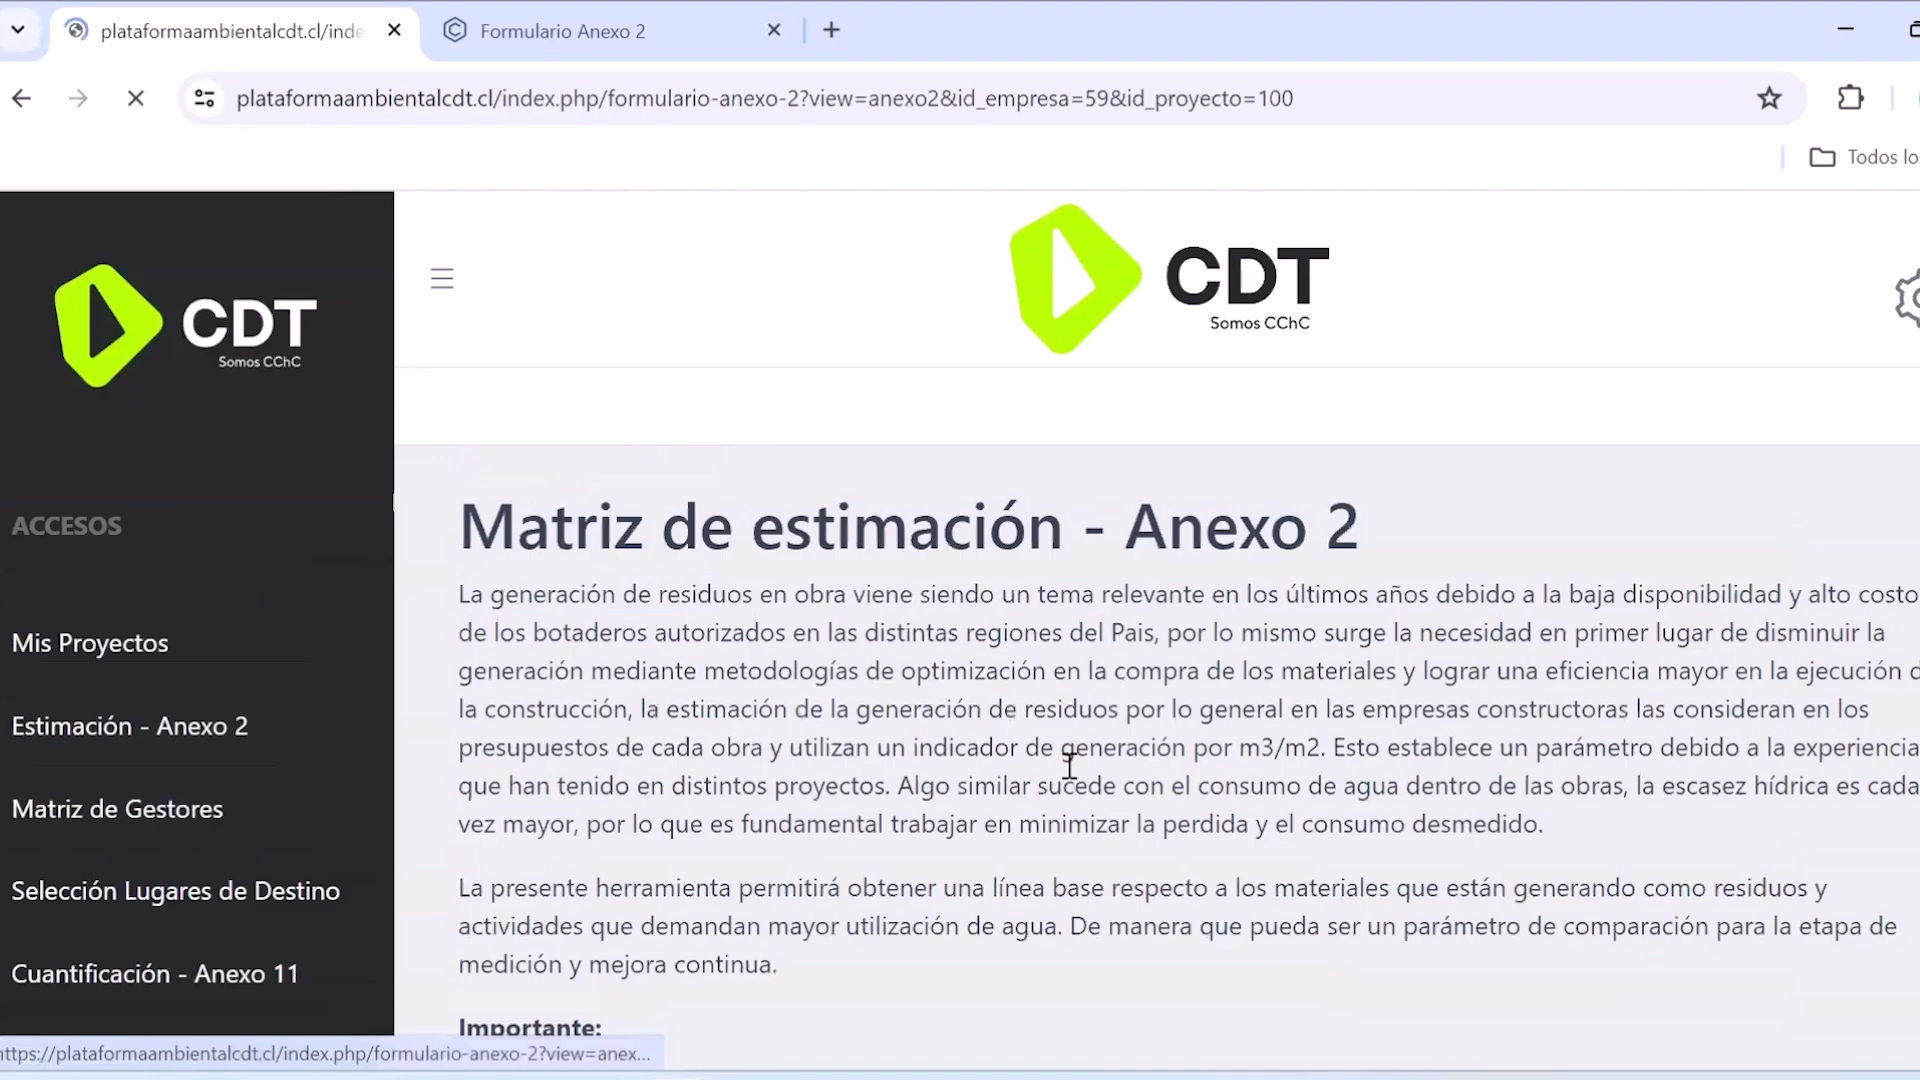 plataformaambientalcdt.cl/inde
Formulario Anexo 2
plataformaambientalcdt.cl/index.php/formulario-anexo-2?view=anexo2&id_empresa=59&id_proyecto=100
Todos lo
CDT
Somos CChC
CDT
Somos CChC
ACCESOS
Mis Proyectos
Estimación - Anexo 2
Matriz de Gestores
Selección Lugares de Destino
Cuantificación - Anexo 11
Matriz de estimación - Anexo 2
La generación de residuos en obra viene siendo un tema relevante en los últimos años debido a la baja disponibilidad y alto costo
de los botaderos autorizados en las distintas regiones del Pais, por lo mismo surge la necesidad en primer lugar de disminuir la
generación mediante metodologías de optimización en la compra de los materiales y lograr una eficiencia mayor en la ejecución d
la construcción, la estimación de la generación de residuos por lo general en las empresas constructoras las consideran en los
presupuestos de cada obra y utilizan un indicador de generación por m3/m2. Esto establece un parámetro debido a la experiencia
que han tenido en distintos proyectos. Algo similar sucede con el consumo de agua dentro de las obras, la escasez hídrica es cada
vez mayor, por lo que es fundamental trabajar en minimizar la perdida y el consumo desmedido.
La presente herramienta permitirá obtener una línea base respecto a los materiales que están generando como residuos y
actividades que demandan mayor utilización de agua. De manera que pueda ser un parámetro de comparación para la etapa de
medición y mejora continua.
Importante:
https://plataformaambientalcdt.cl/index.php/formulario-anexo-2?view=anex...